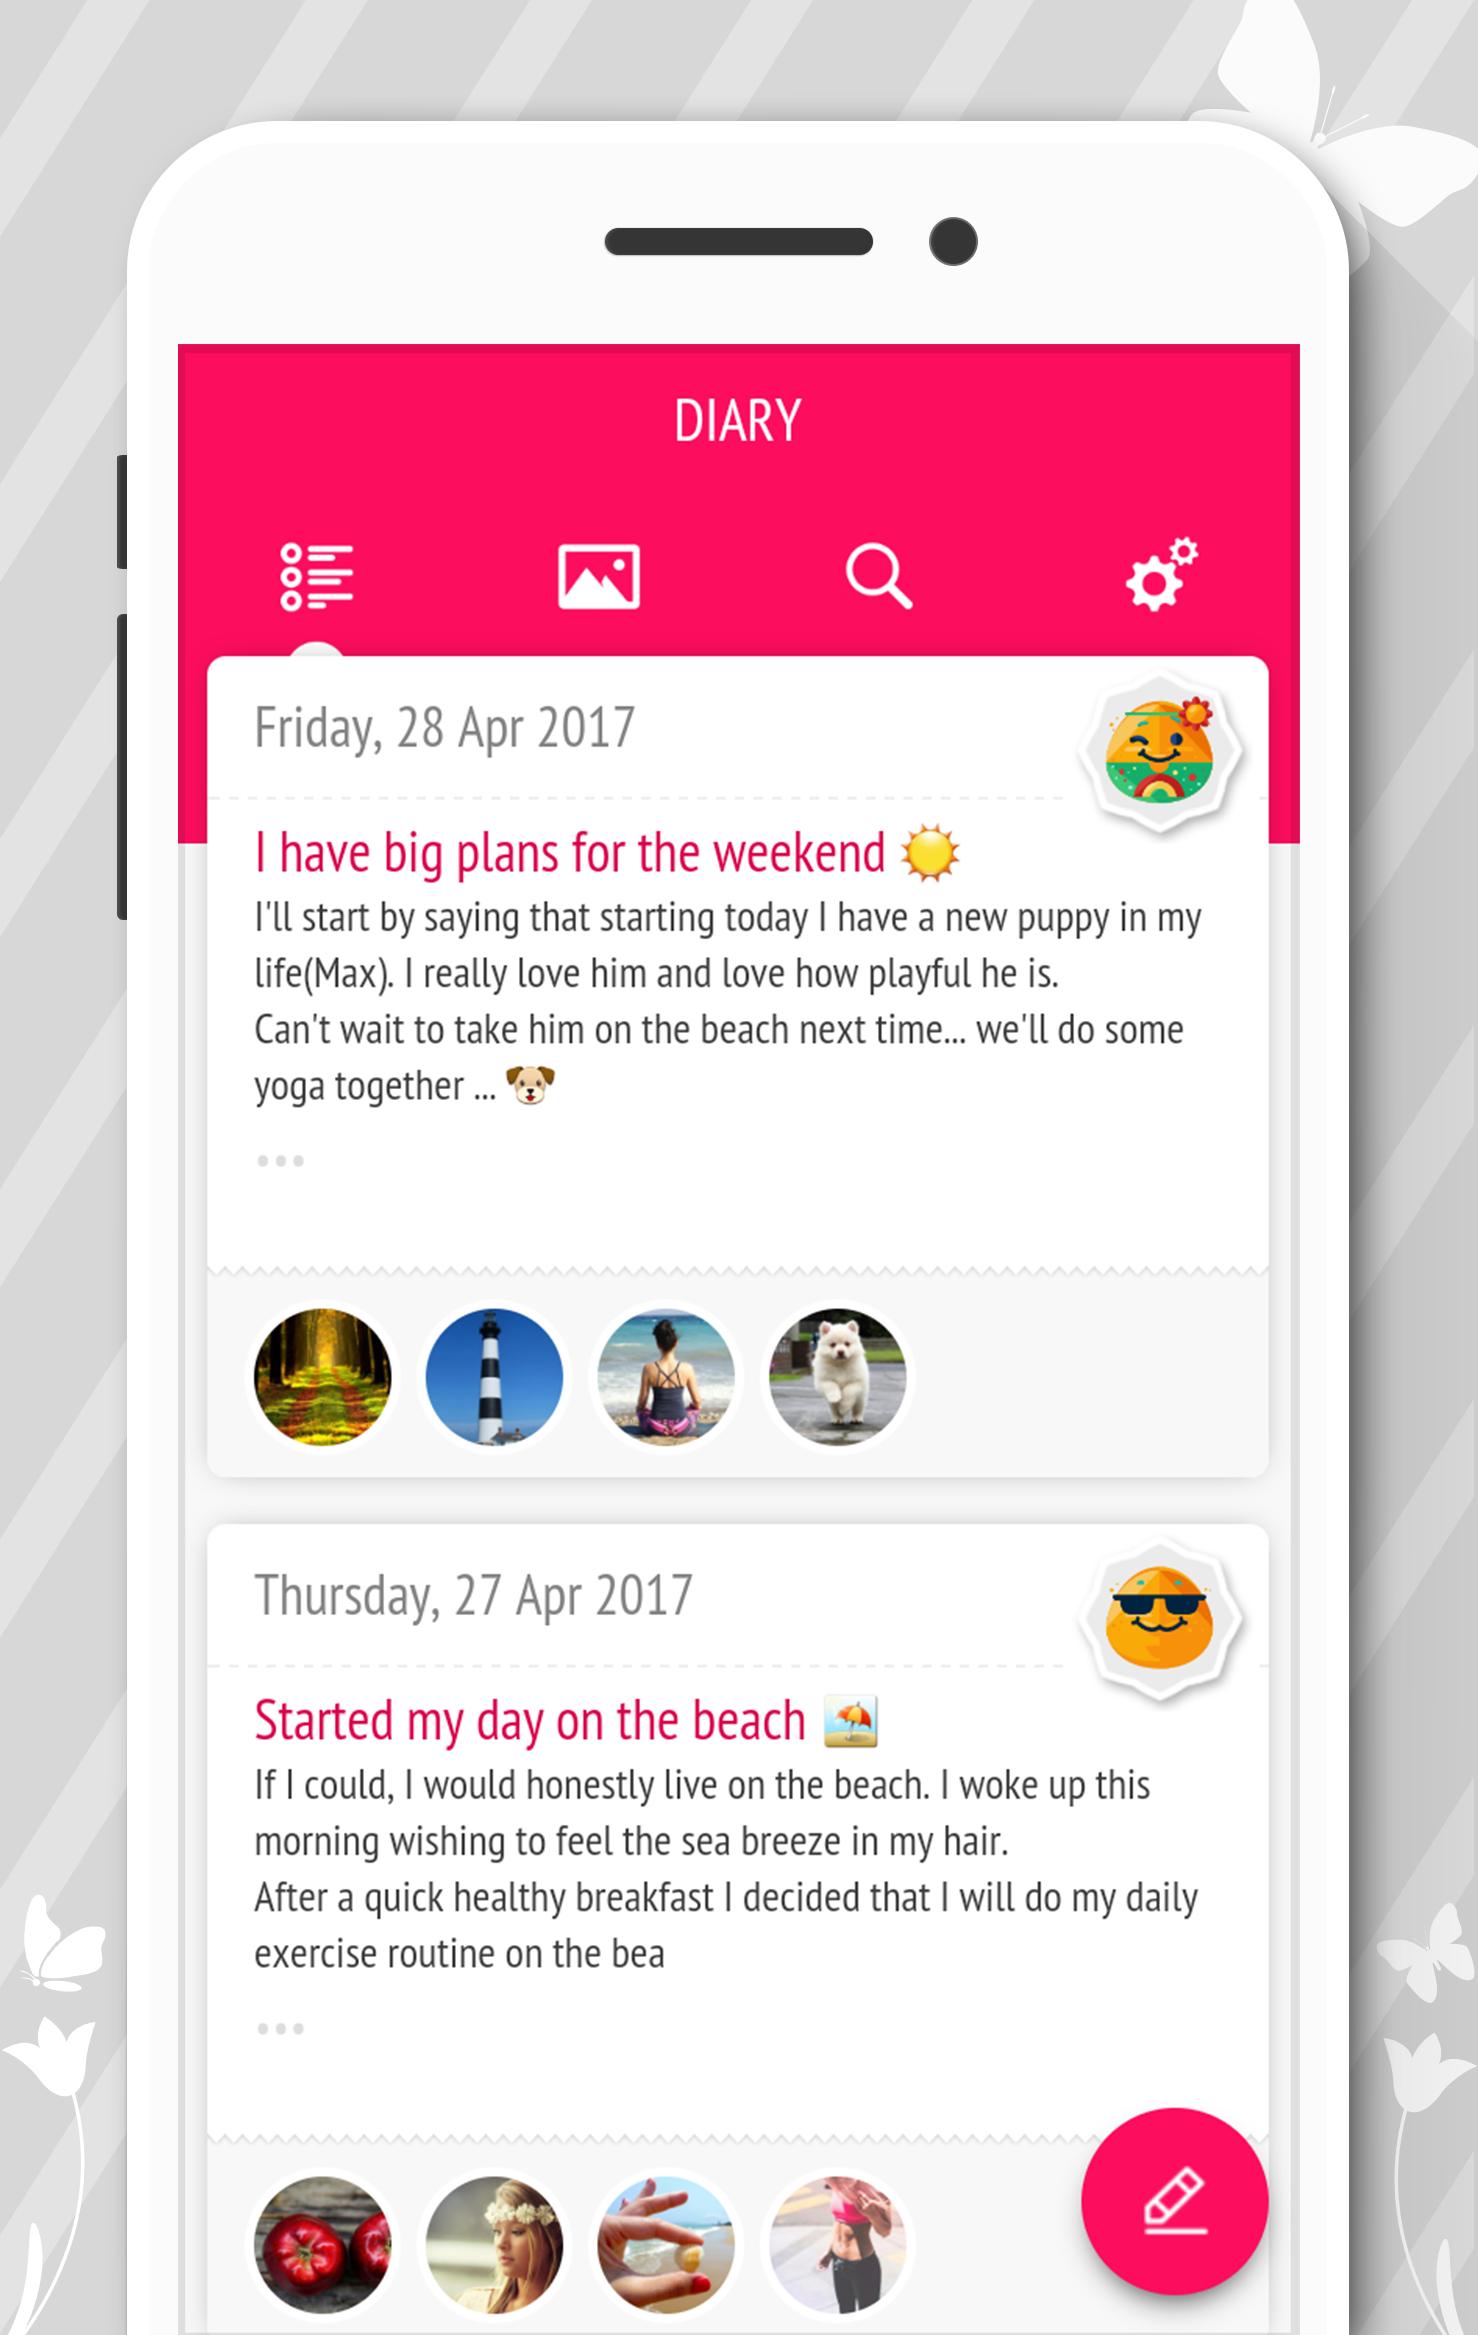 DIARY
Friday, 28 Apr 2017
I have big plans for the weekend ☀️
I'll start by saying that starting today I have a new puppy in my
life(Max). I really love him and love how playful he is.
Can't wait to take him on the beach next time... we'll do some
yoga together ... 🐶
...
Thursday, 27 Apr 2017
Started my day on the beach 🏖️
If I could, I would honestly live on the beach. I woke up this
morning wishing to feel the sea breeze in my hair.
After a quick healthy breakfast I decided that I will do my daily
exercise routine on the bea
...